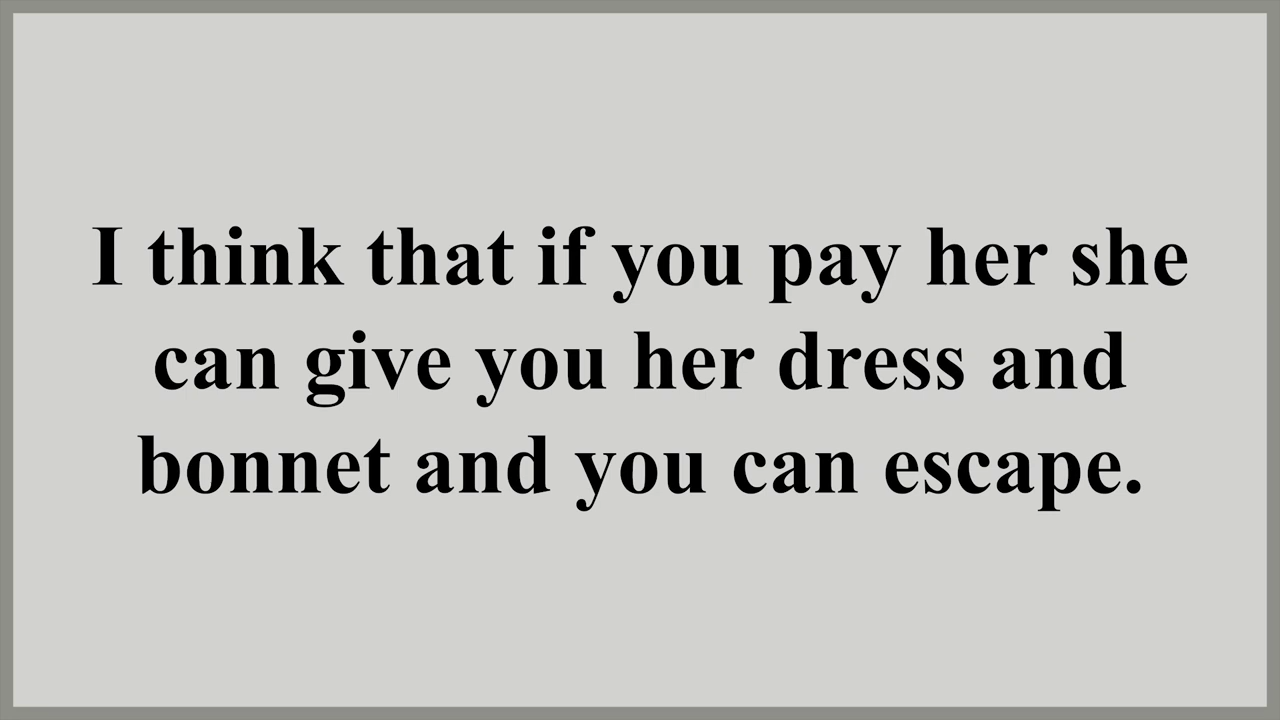 I think that if you pay her she
can give you her dress and
bonnet and you can escape.